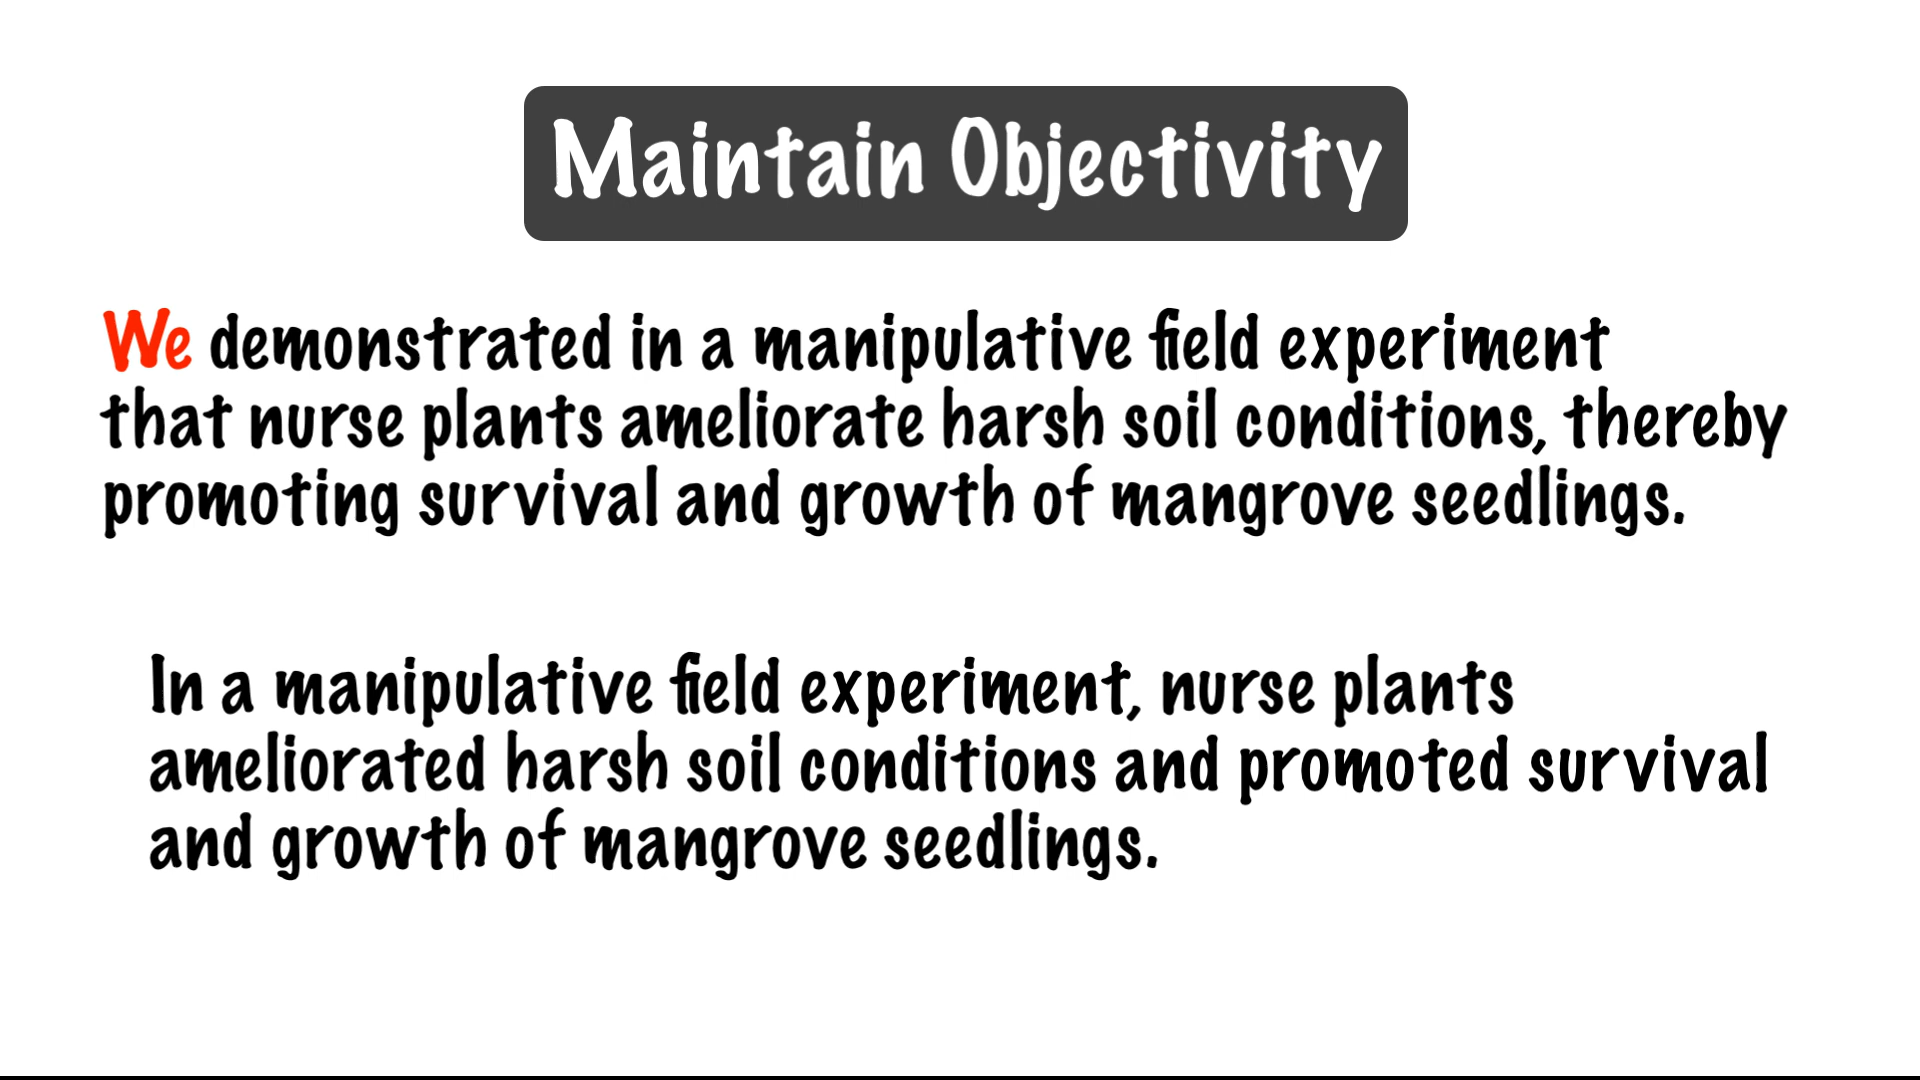 Maintain Objectivity
We demonstrated in a manipulative field experiment
that nurse plants ameliorate harsh soil conditions, thereby
promoting survival and growth of mangrove seedlings.
In a manipulative field experiment, nurse plants
ameliorated harsh soil conditions and promoted survival
and growth of mangrove seedlings.